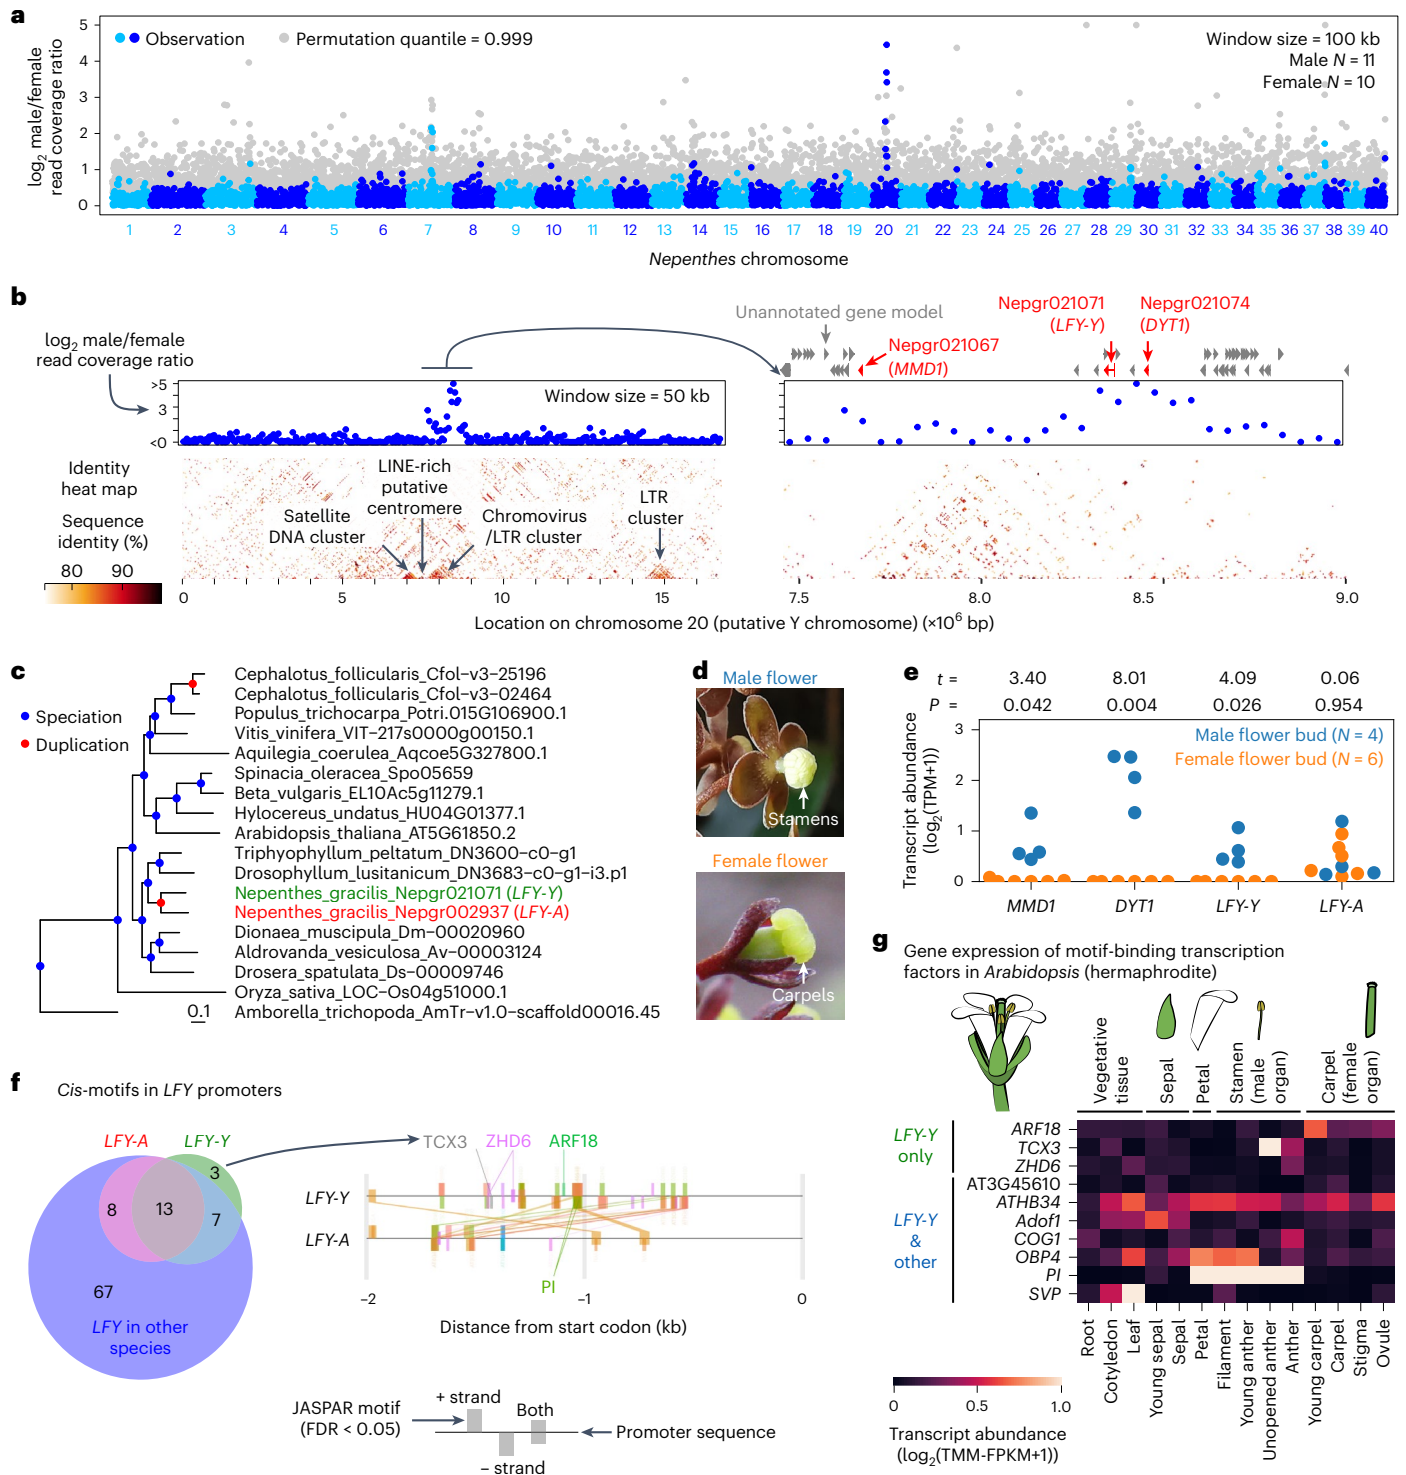 a
log2 male/female
read coverage ratio
5
4
3
2
1
0
Observation
Permutation quantile = 0.999
Window size = 100 kb
Male N = 11
Female N = 10
1 2 3 4 5 6 7 8 9 10 11 12 13 14 15 16 17 18 19 20 21 22 23 24 25 26 27 28 29 30 31 32 33 34 35 36 37 38 39 40
Nepenthes chromosome
b
log2 male/female
read coverage ratio
>5
3
<0
Window size = 50 kb
Unannotated gene model
Nepgr021067
(MMD1)
Nepgr021071
(LFY-Y)
Nepgr021074
(DYT1)
Identity
heat map
Sequence
identity (%)
80 90
Satellite
DNA cluster
LINE-rich
putative
centromere
Chromovirus
/LTR cluster
LTR
cluster
0 5 10 15
7.5 8.0 8.5 9.0
Location on chromosome 20 (putative Y chromosome) (×10⁶ bp)
c
Speciation
Duplication
Cephalotus_follicularis_Cfol-v3-25196
Cephalotus_follicularis_Cfol-v3-02464
Populus_trichocarpa_Potri.015G106900.1
Vitis_vinifera_VIT-217s0000g00150.1
Aquilegia_coerulea_Aqcoe5G327800.1
Spinacia_oleracea_Spo05659
Beta_vulgaris_EL10Ac5g11279.1
Hylocereus_undatus_HU04G01377.1
Arabidopsis_thaliana_AT5G61850.2
Triphyophyllum_peltatum_DN3600-c0-g1
Drosophyllum_lusitanicum_DN3683-c0-g1-i3.p1
Nepenthes_gracilis_Nepgr021071 (LFY-Y)
Nepenthes_gracilis_Nepgr002937 (LFY-A)
Dionaea_muscipula_Dm-00020960
Aldrovanda_vesiculosa_Av-00003124
Drosera_spatulata_Ds-00009746
Oryza_sativa_LOC-Os04g51000.1
Amborella_trichopoda_AmTr-v1.0-scaffold00016.45
0.1
d
Male flower
Stamens
Female flower
Carpels
e
t = 3.40 8.01 4.09 0.06
P = 0.042 0.004 0.026 0.954
Transcript abundance
(log2(TPM+1))
3
2
1
0
Male flower bud (N = 4)
Female flower bud (N = 6)
MMD1 DYT1 LFY-Y LFY-A
f
Cis-motifs in LFY promoters
LFY-A
LFY-Y
3
8
13
7
67
LFY in other
species
TCX3 ZHD6 ARF18
LFY-Y
LFY-A
PI
−2 −1 0
Distance from start codon (kb)
JASPAR motif
(FDR < 0.05)
+ strand
Both
− strand
Promoter sequence
g
Gene expression of motif-binding transcription
factors in Arabidopsis (hermaphrodite)
Vegetative
tissue
Sepal
Petal
Stamen
(male
organ)
Carpel
(female
organ)
LFY-Y
only
LFY-Y
&
other
ARF18
TCX3
ZHD6
AT3G45610
ATHB34
Adof1
COG1
OBP4
PI
SVP
Root
Cotyledon
Leaf
Young sepal
Sepal
Petal
Filament
Young anther
Unopened anther
Anther
Young carpel
Carpel
Stigma
Ovule
0 0.5 1.0
Transcript abundance
(log2(TMM-FPKM+1))